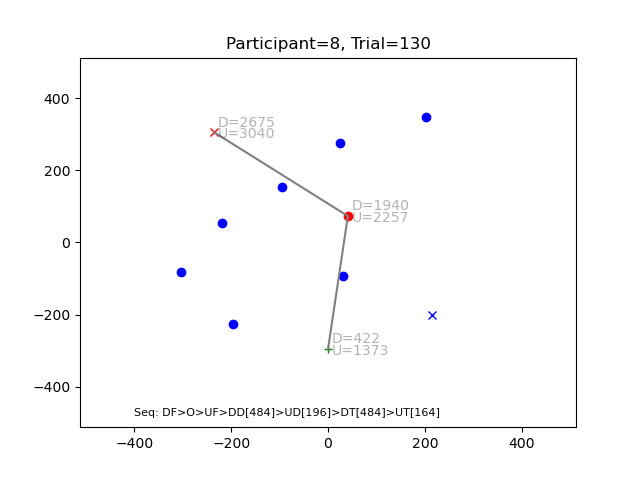 Participant=8, Trial=130
400
200
0
−200
−400
D=2675
U=3040
D=1940
U=2257
D=422
U=1373
Seq: DF>O>UF>DD[484]>UD[196]>DT[484]>UT[164]
−400
−200
0
200
400